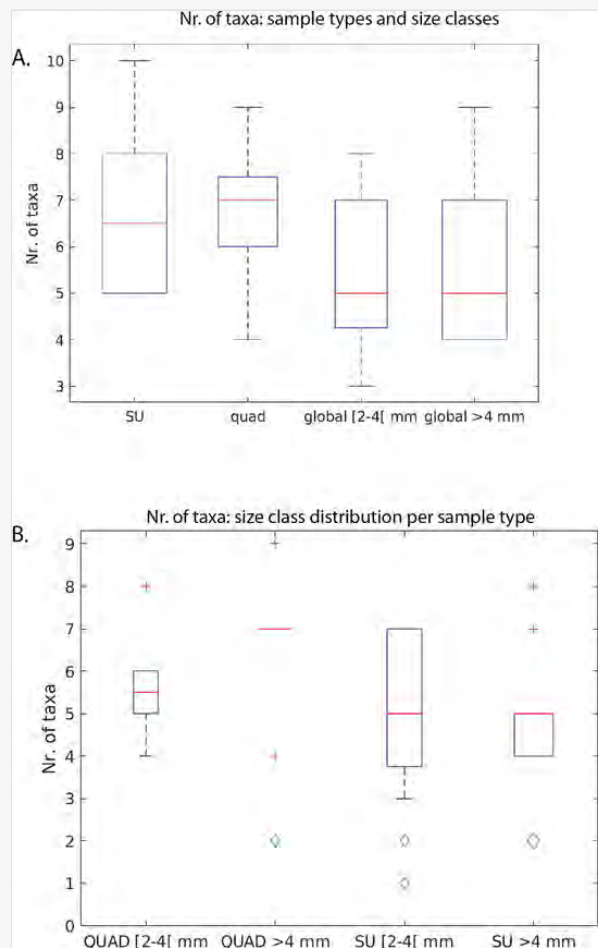 Nr. of taxa: sample types and size classes
A.
10
9
8
7
6
5
4
3
Nr. of taxa
SU quad global [2-4[ mm global >4 mm
Nr. of taxa: size class distribution per sample type
B.
9
8
7
6
5
4
3
2
1
0
Nr. of taxa
QUAD [2-4[ mm QUAD >4 mm SU [2-4[ mm SU >4 mm